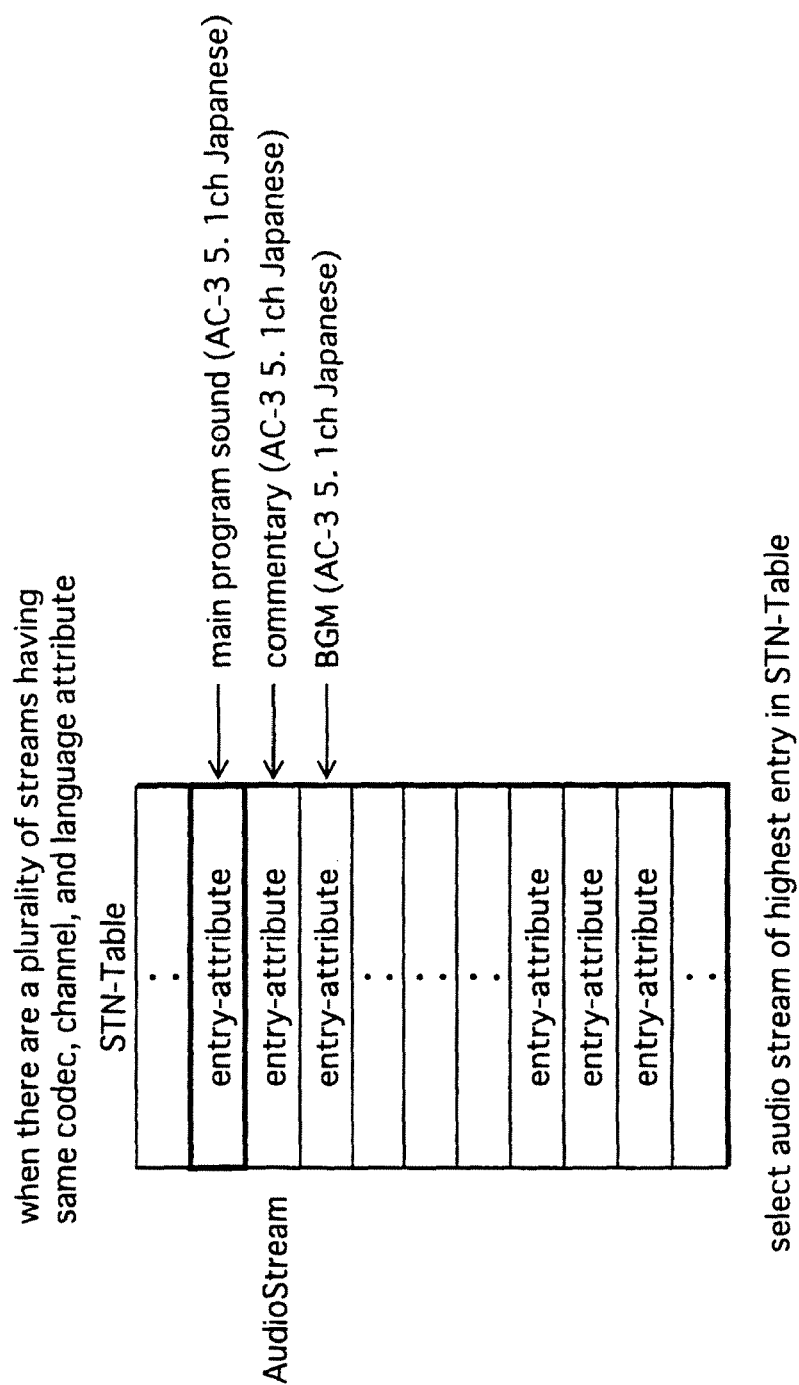 when there are a plurality of streams having
same codec, channel, and language attribute
STN-Table
AudioStream
entry-attribute
main program sound (AC-3 5. 1ch Japanese)
entry-attribute
commentary (AC-3 5. 1ch Japanese)
entry-attribute
BGM (AC-3 5. 1ch Japanese)
entry-attribute
entry-attribute
entry-attribute
select audio stream of highest entry in STN-Table